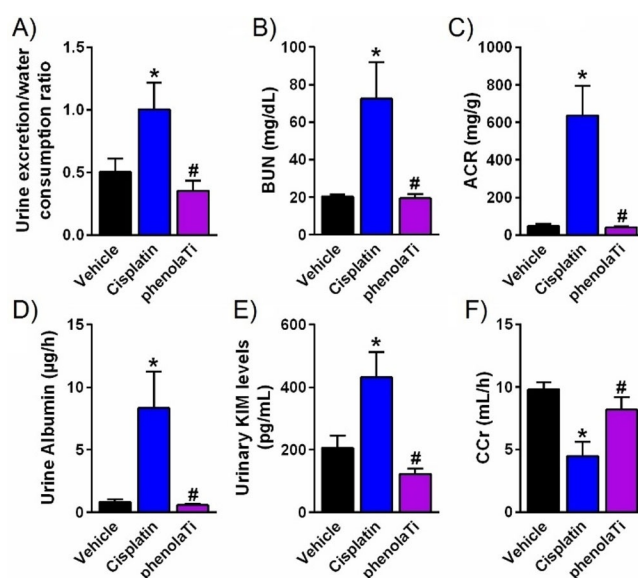 A)
Urine excretion/water
consumption ratio
1.5
1.0
0.5
0.0
*
#
Vehicle
Cisplatin
phenolaTi
B)
BUN (mg/dL)
100
80
60
40
20
0
*
#
Vehicle
Cisplatin
phenolaTi
C)
ACR (mg/g)
1000
800
600
400
200
0
*
#
Vehicle
Cisplatin
phenolaTi
D)
Urine Albumin (µg/h)
15
10
5
0
*
#
Vehicle
Cisplatin
phenolaTi
E)
Urinary KIM levels
(pg/mL)
600
400
200
0
*
#
Vehicle
Cisplatin
phenolaTi
F)
CCr (mL/h)
15
10
5
0
*
#
Vehicle
Cisplatin
phenolaTi